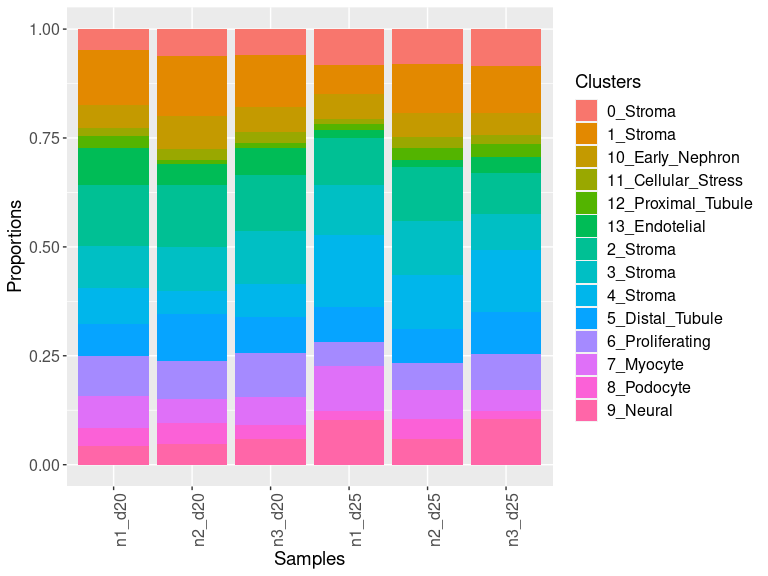 1.00
0.75
0.50
0.25
0.00
Proportions
n1_d20
n2_d20
n3_d20
n1_d25
n2_d25
n3_d25
Samples
Clusters
0_Stroma
1_Stroma
10_Early_Nephron
11_Cellular_Stress
12_Proximal_Tubule
13_Endotelial
2_Stroma
3_Stroma
4_Stroma
5_Distal_Tubule
6_Proliferating
7_Myocyte
8_Podocyte
9_Neural